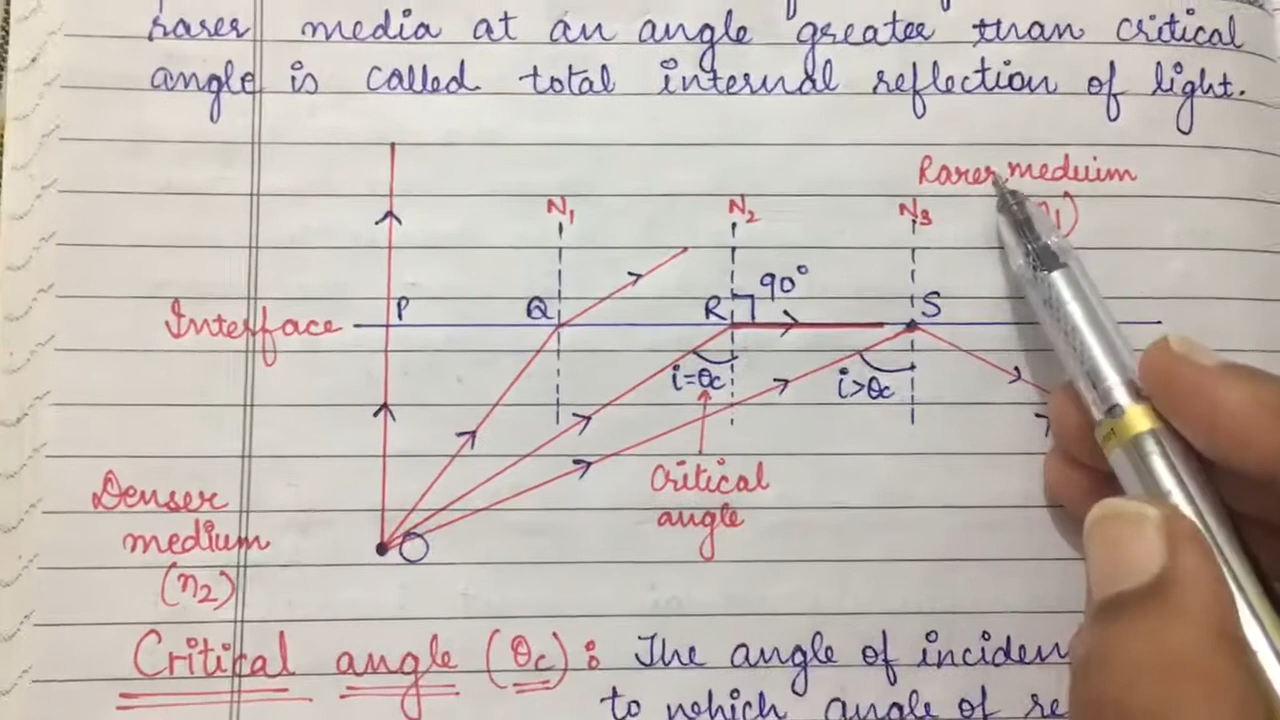 rarer media at an angle greater than critical
angle is called total internal reflection of light.
Rarer meduim
N₁ N₂ N₃
90°
Interface P Q R S
i=θc i>θc
Critical
angle
Denser
medium
(n₂)
O
Critical angle (θc) : The angle of inciden
to which angle of re